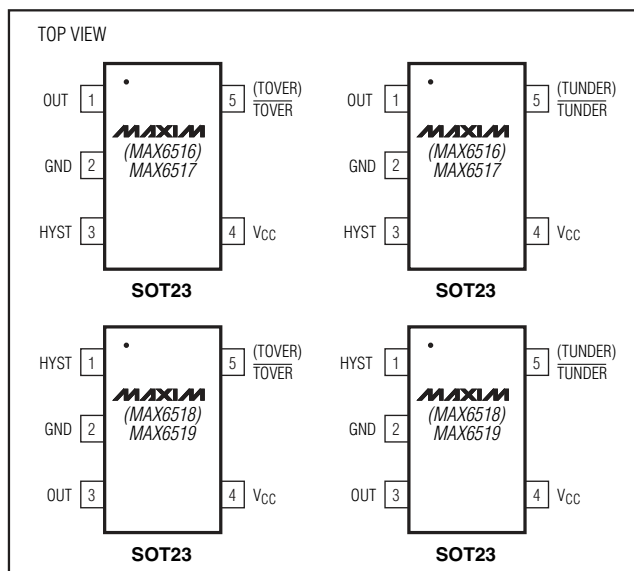 TOP VIEW
OUT 1
GND 2
HYST 3
MAXIM
(MAX6516)
MAX6517
5 (TOVER)
TOVER
4 VCC
SOT23
OUT 1
GND 2
HYST 3
MAXIM
(MAX6516)
MAX6517
5 (TUNDER)
TUNDER
4 VCC
SOT23
HYST 1
GND 2
OUT 3
MAXIM
(MAX6518)
MAX6519
5 (TOVER)
TOVER
4 VCC
SOT23
HYST 1
GND 2
OUT 3
MAXIM
(MAX6518)
MAX6519
5 (TUNDER)
TUNDER
4 VCC
SOT23